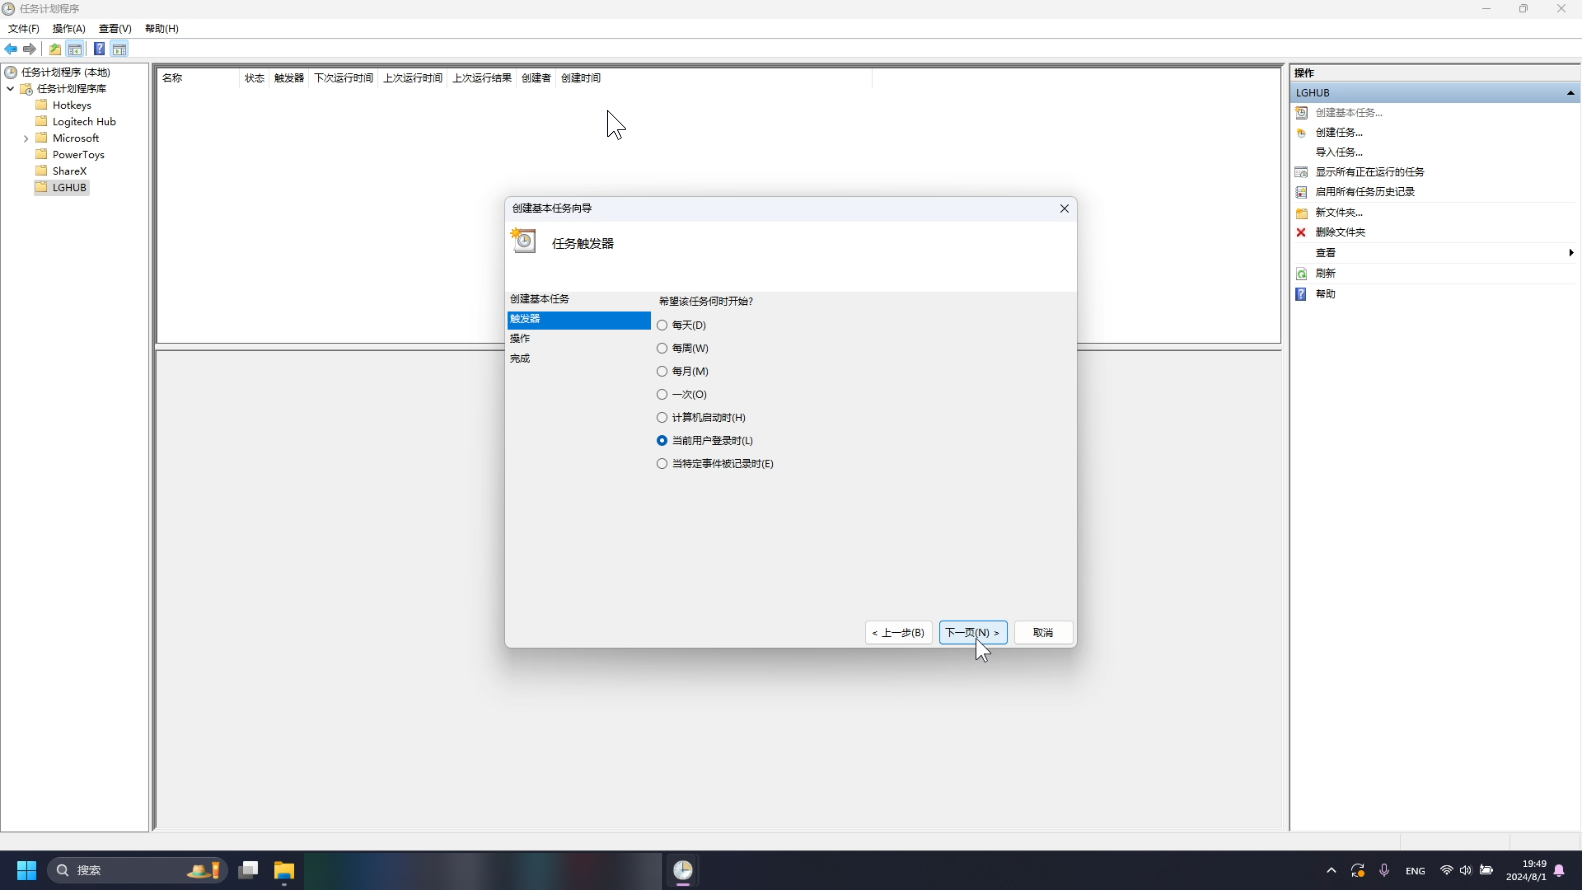 任务计划程序
文件(F) 操作(A) 查看(V) 帮助(H)
任务计划程序 (本地)
任务计划程序库
Hotkeys
Logitech Hub
Microsoft
PowerToys
ShareX
LGHUB
名称 状态 触发器 下次运行时间 上次运行时间 上次运行结果 创建者 创建时间
创建基本任务向导
任务触发器
创建基本任务
触发器
操作
完成
希望该任务何时开始?
每天(D)
每周(W)
每月(M)
一次(O)
计算机启动时(H)
当前用户登录时(L)
当特定事件被记录时(E)
< 上一步(B) 下一页(N) > 取消
操作
LGHUB
创建基本任务...
创建任务...
导入任务...
显示所有正在运行的任务
启用所有任务历史记录
新文件夹...
删除文件夹
查看
刷新
帮助
搜索
ENG
19:49
2024/8/1